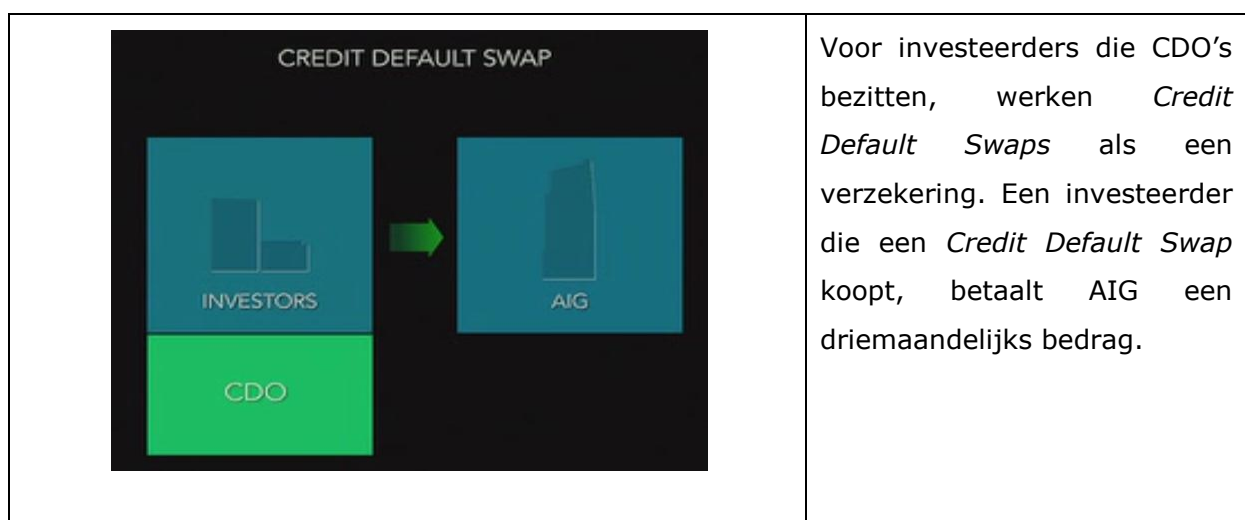 CREDIT DEFAULT SWAP
INVESTORS
AIG
CDO
Voor investeerders die CDO’s
bezitten, werken Credit
Default Swaps als een
verzekering. Een investeerder
die een Credit Default Swap
koopt, betaalt AIG een
driemaandelijks bedrag.